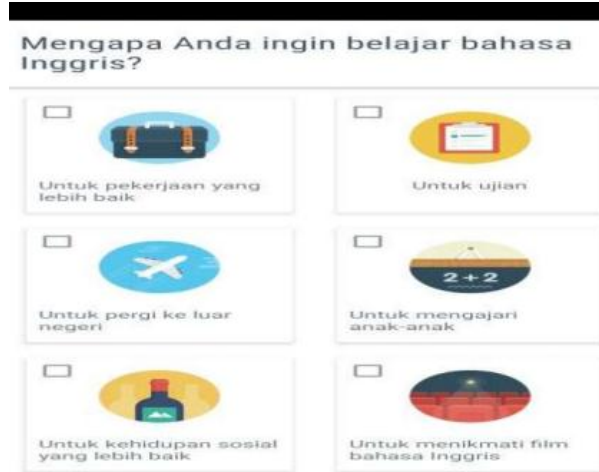 Mengapa Anda ingin belajar bahasa
Inggris?
Untuk pekerjaan yang
lebih baik
Untuk ujian
Untuk pergi ke luar
negeri
2+2
Untuk mengajari
anak-anak
Untuk kehidupan sosial
yang lebih baik
Untuk menikmati film
bahasa Inggris